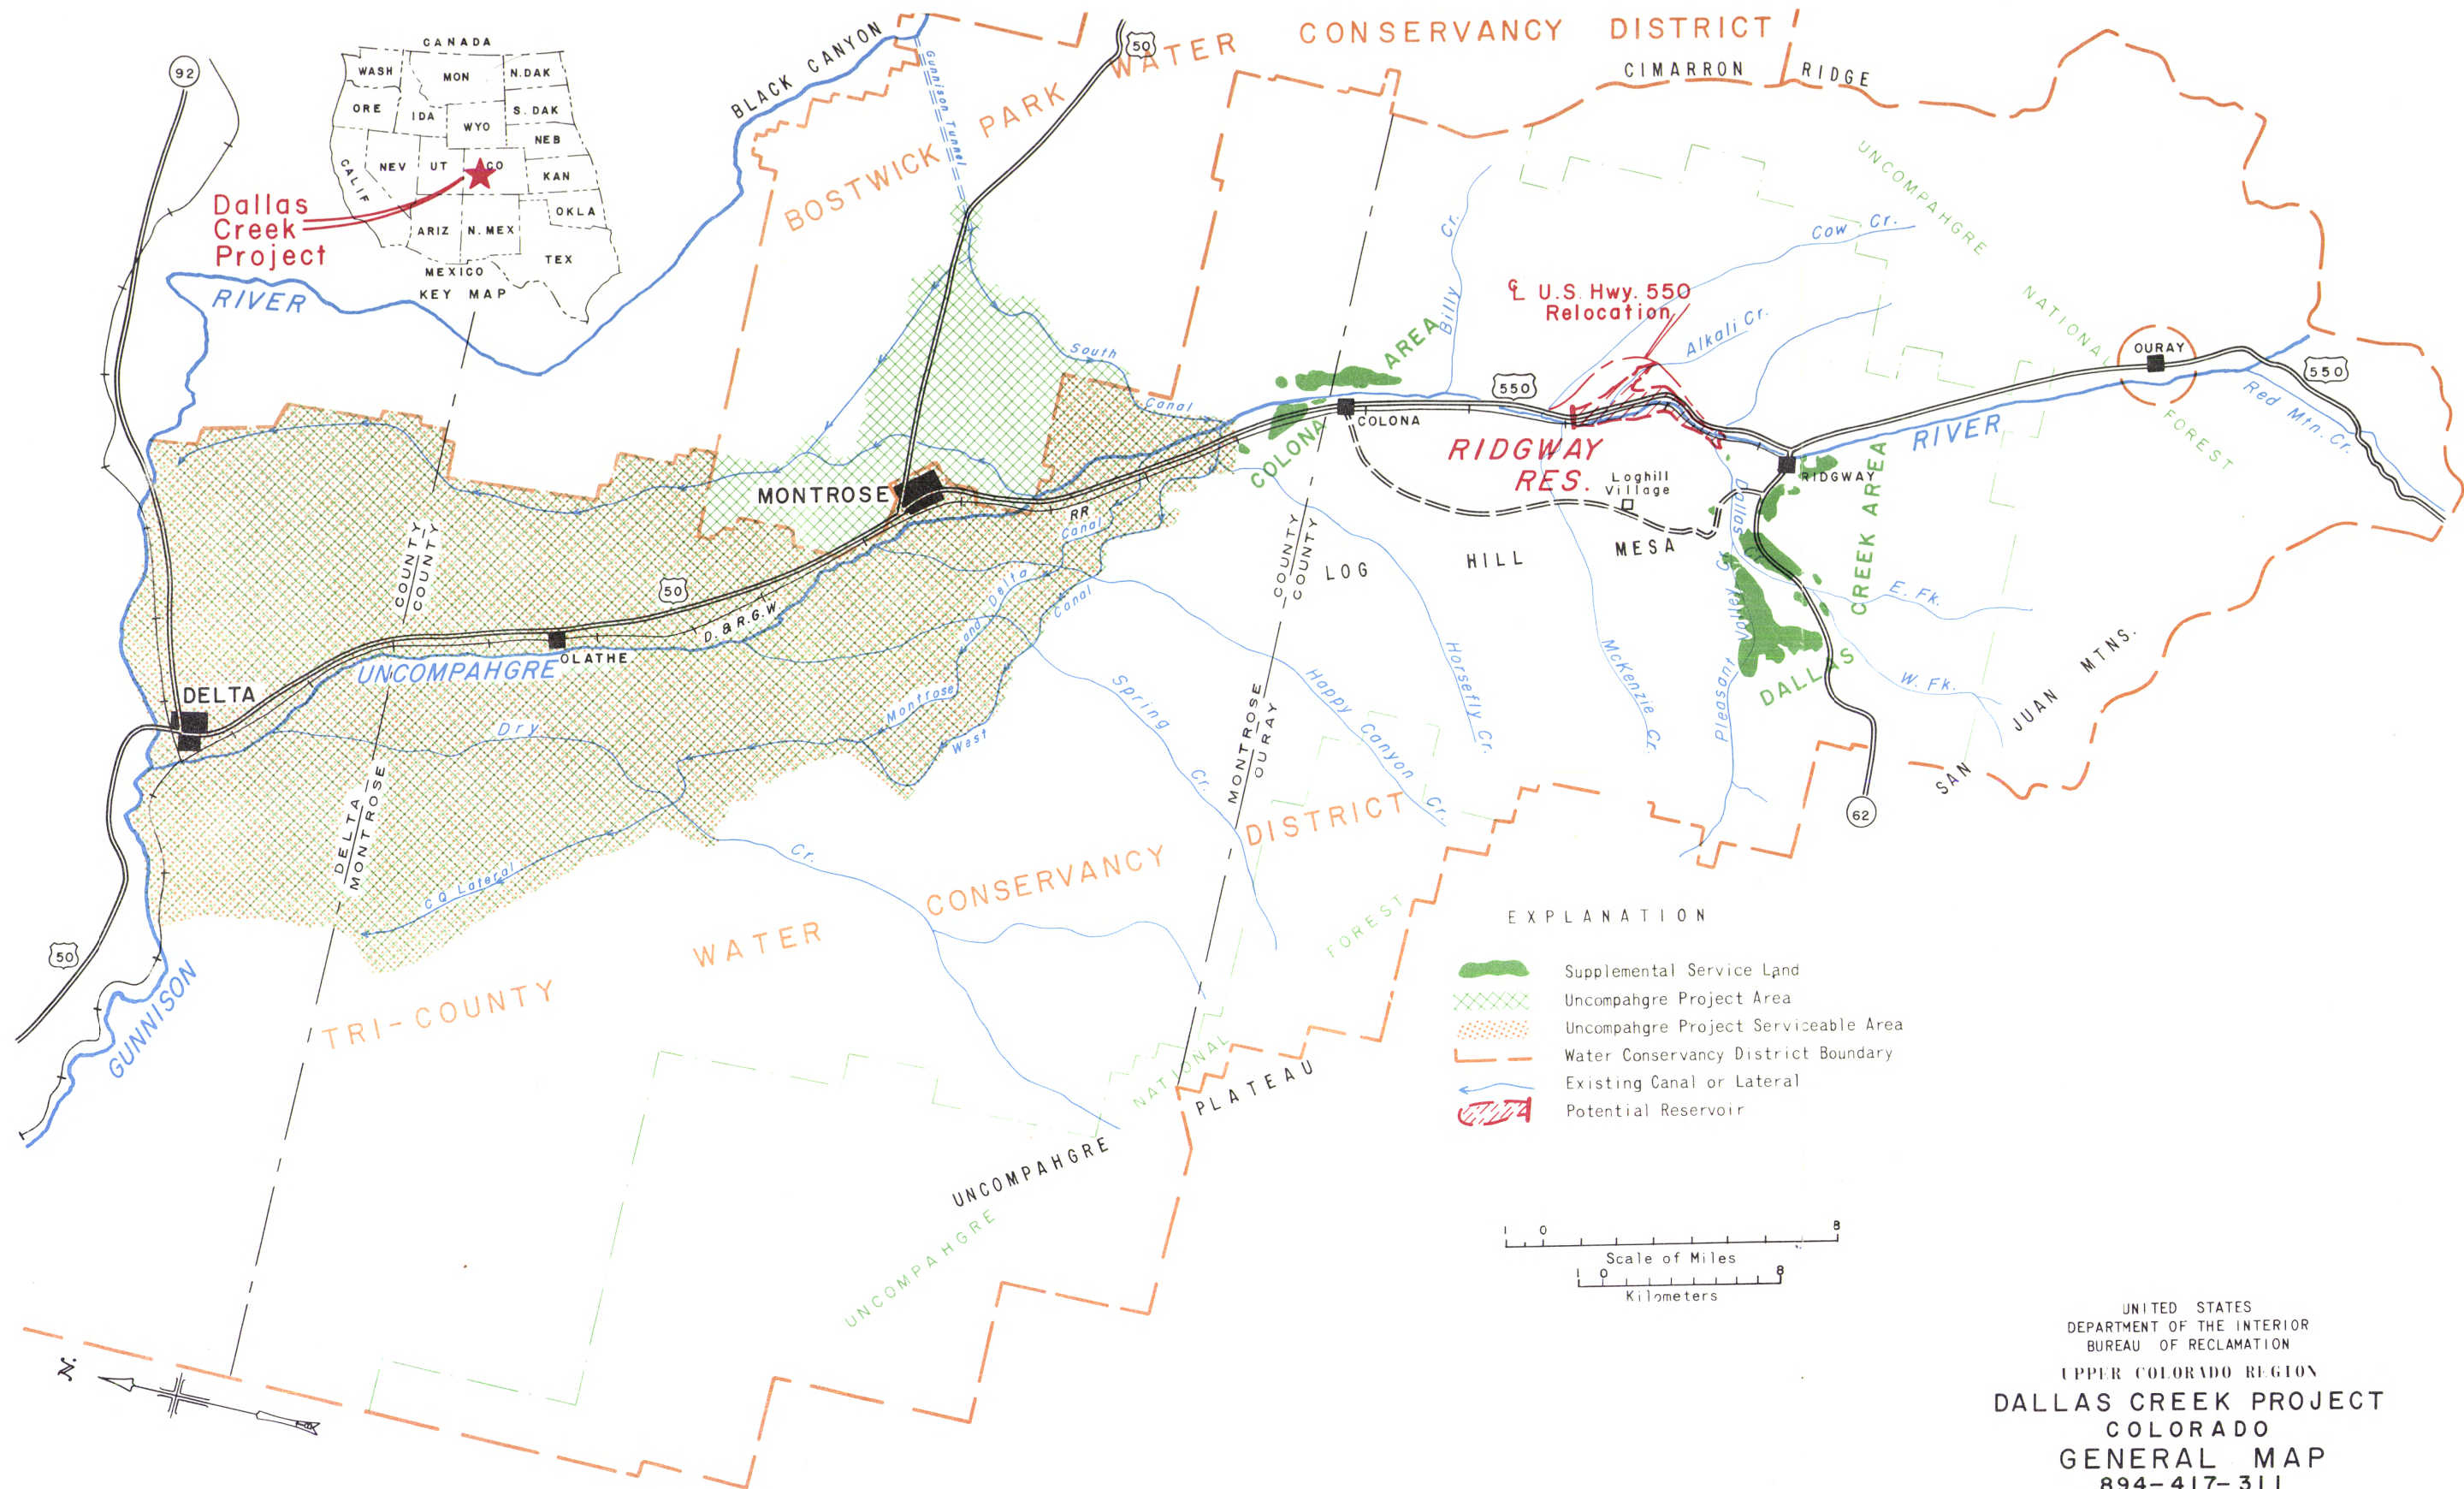 CANADA
WASH
MON
N.DAK
ORE
IDA
S. DAK
WYO
NEB
NEV
UT
CO
KAN
CALIF
OKLA
ARIZ
N. MEX
TEX
MEXICO
KEY MAP
Dallas
Creek
Project
92
RIVER
BLACK CANYON
Gunnison Tunnel
50
BOSTWICK PARK WATER CONSERVANCY DISTRICT
CIMARRON RIDGE
UNCOMPAHGRE
NATIONAL
FOREST
Cow Cr.
Billy Cr.
℄ U.S. Hwy. 550
Relocation
Alkali Cr.
South
Canal
COLONA AREA
550
COLONA
RIDGWAY
RES.
Loghill
Village
RIDGWAY
RIVER
OURAY
550
Red Mtn. Cr.
MONTROSE
RR
Canal
COUNTY
COUNTY
50
D. & R.G.W.
OLATHE
UNCOMPAHGRE
DELTA
Dry
Cr.
Montrose and Delta
Canal
West
COUNTY
COUNTY
LOG HILL MESA
Dallas
Cr.
CREEK AREA
DALLAS
E. Fk.
W. Fk.
Pleasant Valley Cr.
62
SAN JUAN MTNS.
Spring
Cr.
Happy Canyon
Cr.
Horsefly Cr.
McKenzie Cr.
MONTROSE
OURAY
DELTA
MONTROSE
CQ Lateral
50
GUNNISON
TRI-COUNTY WATER CONSERVANCY DISTRICT
FOREST
NATIONAL
UNCOMPAHGRE
UNCOMPAHGRE PLATEAU
N.
EXPLANATION
Supplemental Service Land
Uncompahgre Project Area
Uncompahgre Project Serviceable Area
Water Conservancy District Boundary
Existing Canal or Lateral
Potential Reservoir
1 0 8
Scale of Miles
1 0 8
Kilometers
UNITED STATES
DEPARTMENT OF THE INTERIOR
BUREAU OF RECLAMATION
UPPER COLORADO REGION
DALLAS CREEK PROJECT
COLORADO
GENERAL MAP
894-417-311